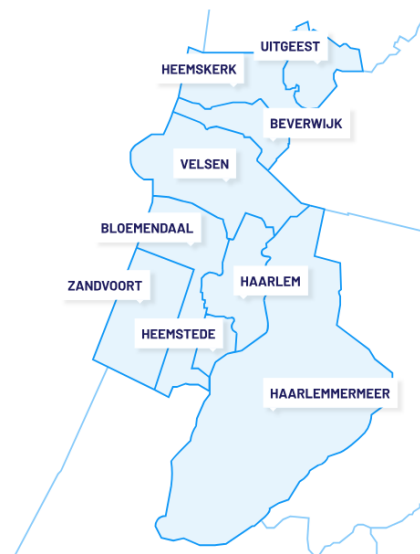 UITGEEST
HEEMSKERK
BEVERWIJK
VELSEN
BLOEMENDAAL
HAARLEM
ZANDVOORT
HEEMSTEDE
HAARLEMMERMEER